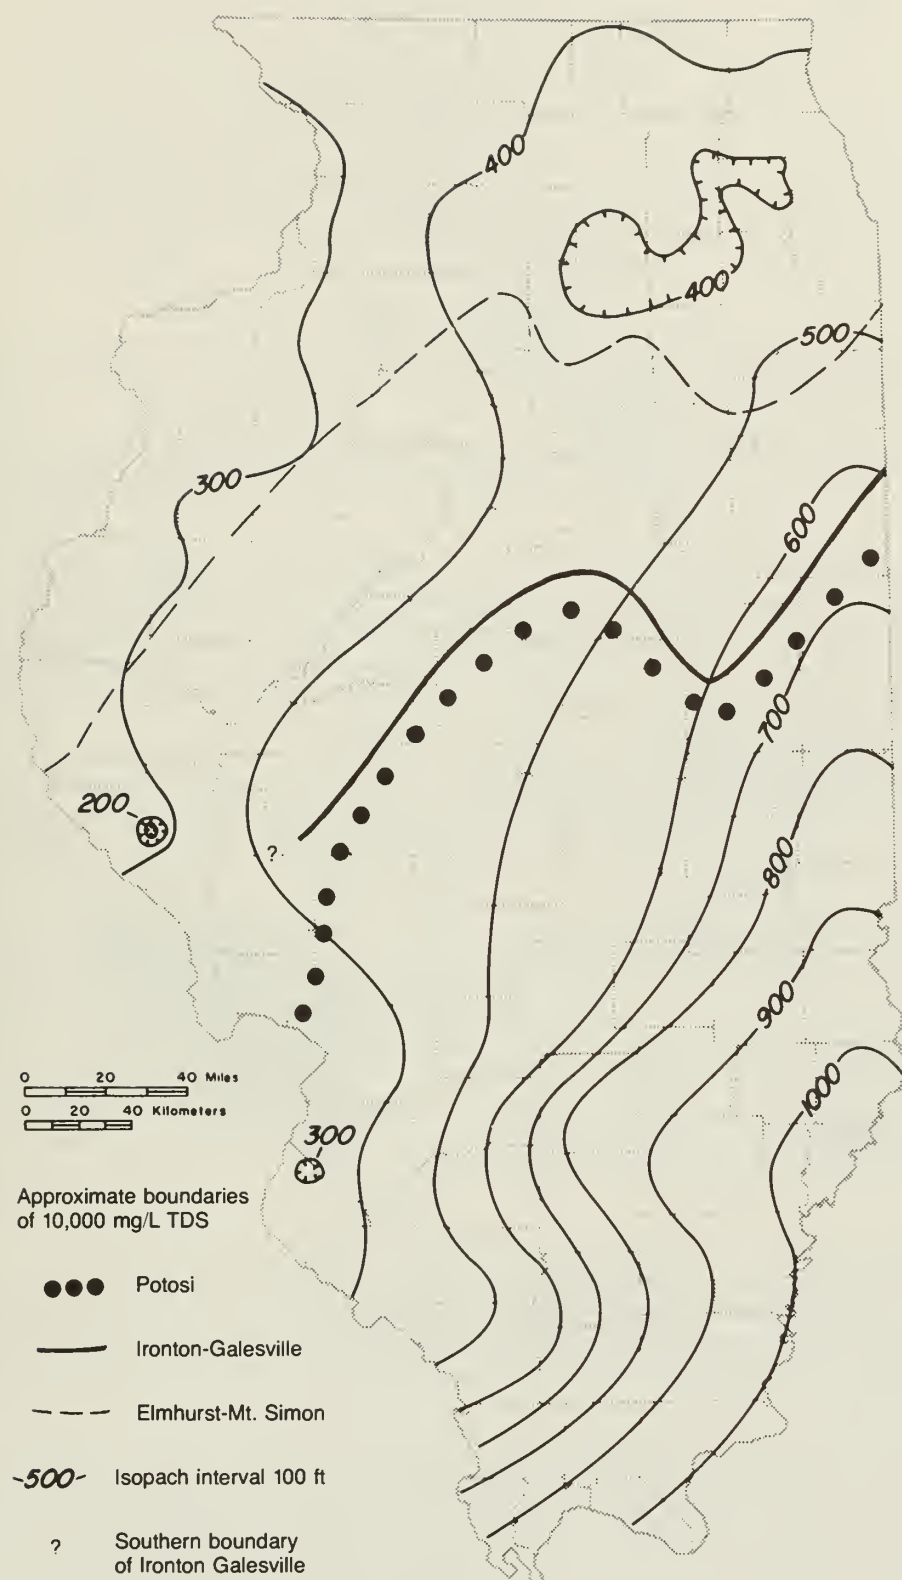 400
400
500
300
600
700
200
?
800
900
1000
0 20 40 Miles
0 20 40 Kilometers
300
Approximate boundaries
of 10,000 mg/L TDS
Potosi
Ironton-Galesville
Elmhurst-Mt. Simon
-500- Isopach interval 100 ft
? Southern boundary
of Ironton Galesville